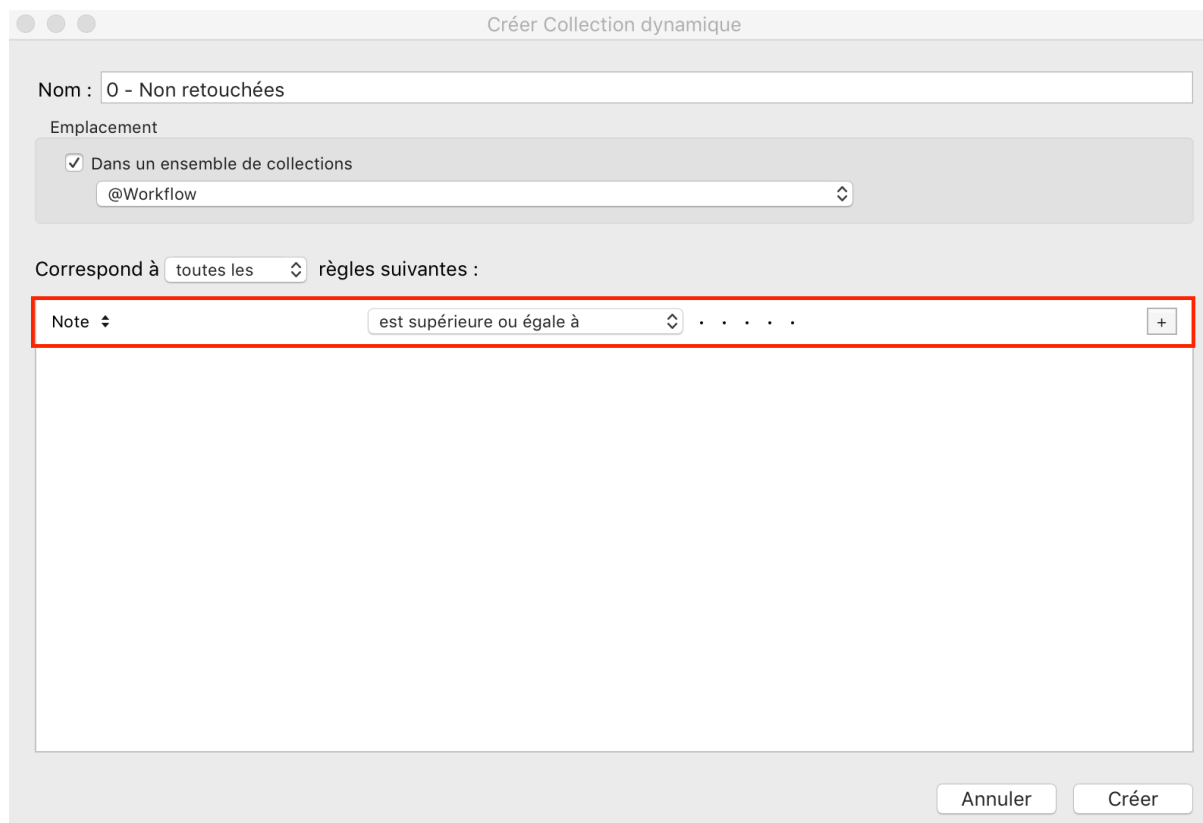 Créer Collection dynamique
Nom : 0 - Non retouchées
Emplacement
Dans un ensemble de collections
@Workflow
Correspond à toutes les règles suivantes :
Note est supérieure ou égale à . . . . . +
Annuler Créer